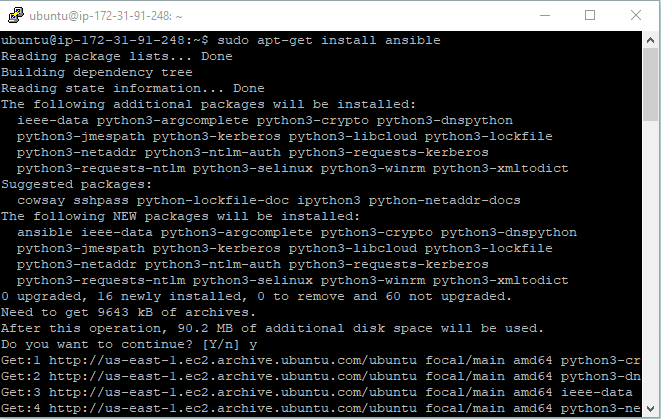 ubuntu@ip-172-31-91-248: ~
ubuntu@ip-172-31-91-248:~$ sudo apt-get install ansible
Reading package lists... Done
Building dependency tree
Reading state information... Done
The following additional packages will be installed:
  ieee-data python3-argcomplete python3-crypto python3-dnspython
  python3-jmespath python3-kerberos python3-libcloud python3-lockfile
  python3-netaddr python3-ntlm-auth python3-requests-kerberos
  python3-requests-ntlm python3-selinux python3-winrm python3-xmltodict
Suggested packages:
  cowsay sshpass python-lockfile-doc ipython3 python-netaddr-docs
The following NEW packages will be installed:
  ansible ieee-data python3-argcomplete python3-crypto python3-dnspython
  python3-jmespath python3-kerberos python3-libcloud python3-lockfile
  python3-netaddr python3-ntlm-auth python3-requests-kerberos
  python3-requests-ntlm python3-selinux python3-winrm python3-xmltodict
0 upgraded, 16 newly installed, 0 to remove and 60 not upgraded.
Need to get 9643 kB of archives.
After this operation, 90.2 MB of additional disk space will be used.
Do you want to continue? [Y/n] y
Get:1 http://us-east-1.ec2.archive.ubuntu.com/ubuntu focal/main amd64 python3-cr
Get:2 http://us-east-1.ec2.archive.ubuntu.com/ubuntu focal/main amd64 python3-dn
Get:3 http://us-east-1.ec2.archive.ubuntu.com/ubuntu focal/main amd64 ieee-data
Get:4 http://us-east-1.ec2.archive.ubuntu.com/ubuntu focal/main amd64 python3-ne